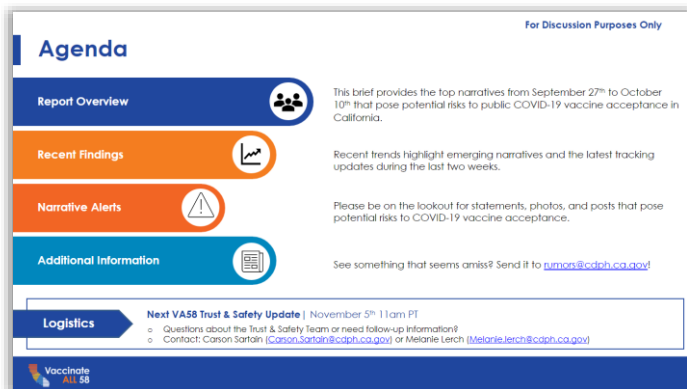 For Discussion Purposes Only
Agenda
Report Overview
This brief provides the top narratives from September 27th to October
10th that pose potential risks to public COVID-19 vaccine acceptance in
California.
Recent Findings
Recent trends highlight emerging narratives and the latest tracking
updates during the last two weeks.
Narrative Alerts
Please be on the lookout for statements, photos, and posts that pose
potential risks to COVID-19 vaccine acceptance.
Additional Information
See something that seems amiss? Send it to rumors@cdph.ca.gov!
Logistics
Next VA58 Trust & Safety Update | November 5th 11am PT
o Questions about the Trust & Safety Team or need follow-up information?
o Contact: Carson Sartain (Carson.Sartain@cdph.ca.gov) or Melanie Lerch (Melanie.lerch@cdph.ca.gov)
Vaccinate
ALL 58